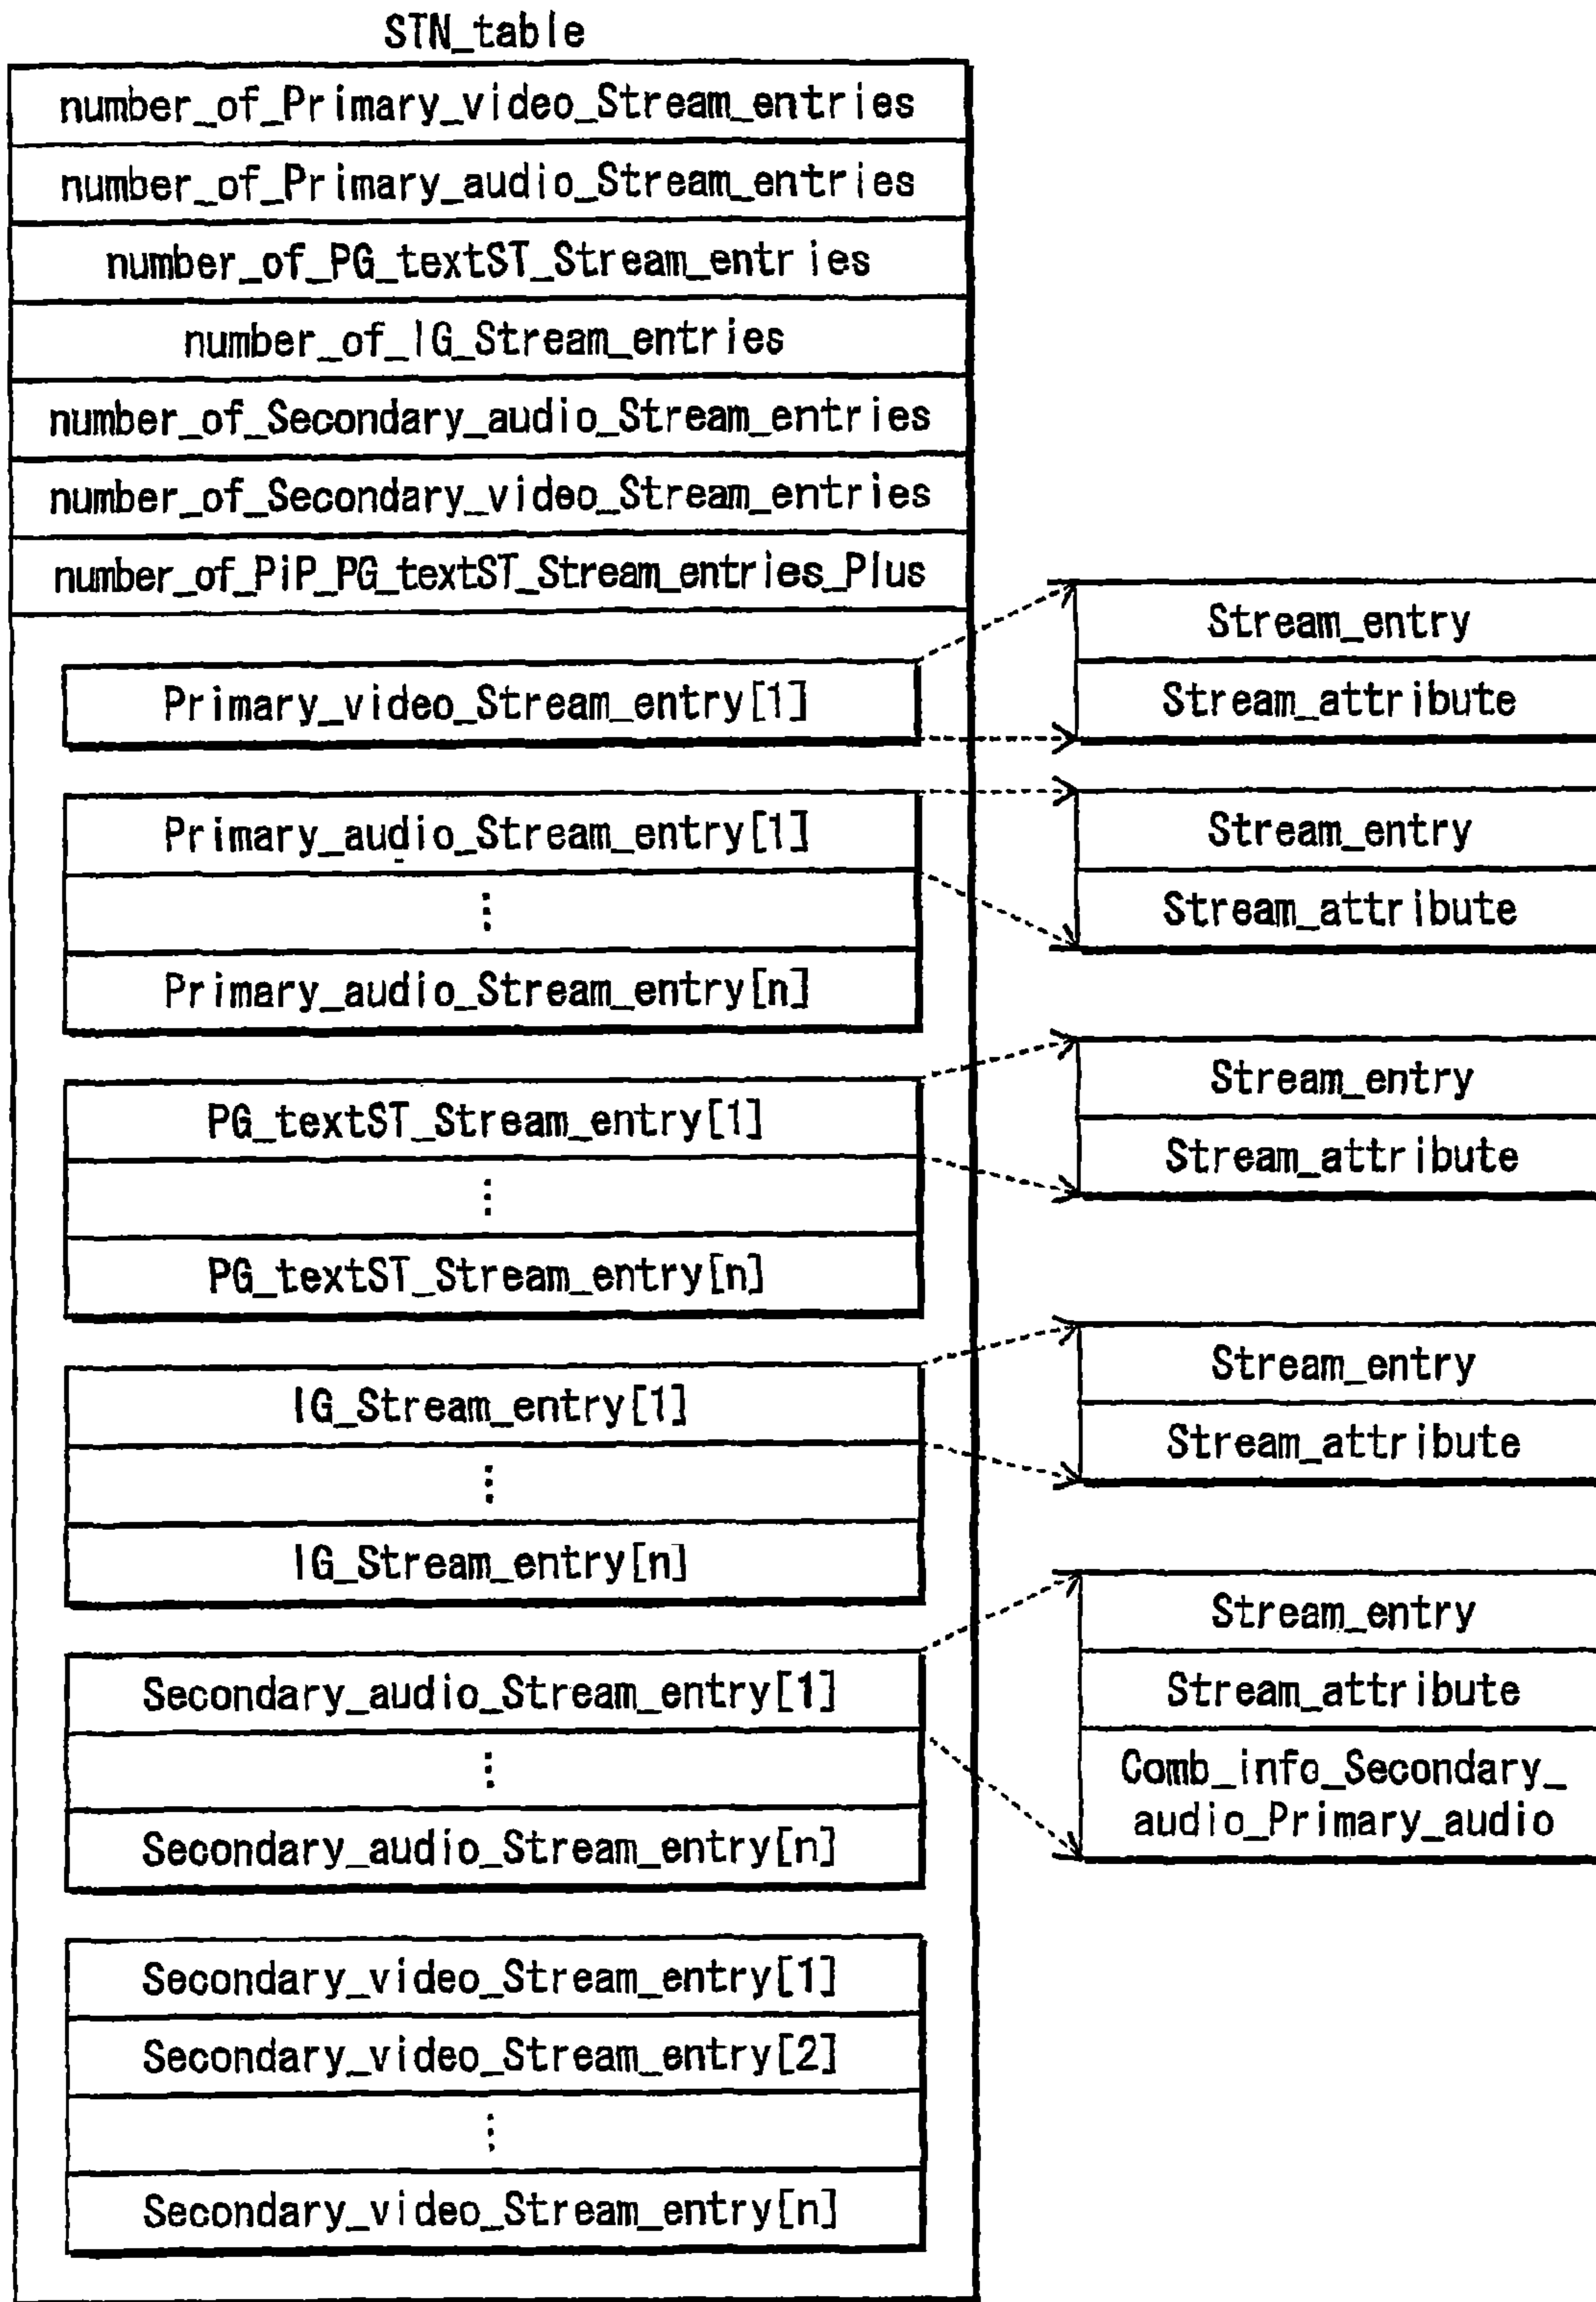 STN_table
number_of_Primary_video_Stream_entries
number_of_Primary_audio_Stream_entries
number_of_PG_textST_Stream_entries
number_of_IG_Stream_entries
number_of_Secondary_audio_Stream_entries
number_of_Secondary_video_Stream_entries
number_of_PiP_PG_textST_Stream_entries_Plus
Primary_video_Stream_entry[1]
Stream_entry
Stream_attribute
Primary_audio_Stream_entry[1]
⋮
Primary_audio_Stream_entry[n]
Stream_entry
Stream_attribute
PG_textST_Stream_entry[1]
⋮
PG_textST_Stream_entry[n]
Stream_entry
Stream_attribute
IG_Stream_entry[1]
⋮
IG_Stream_entry[n]
Stream_entry
Stream_attribute
Secondary_audio_Stream_entry[1]
⋮
Secondary_audio_Stream_entry[n]
Stream_entry
Stream_attribute
Comb_info_Secondary_
audio_Primary_audio
Secondary_video_Stream_entry[1]
Secondary_video_Stream_entry[2]
⋮
Secondary_video_Stream_entry[n]